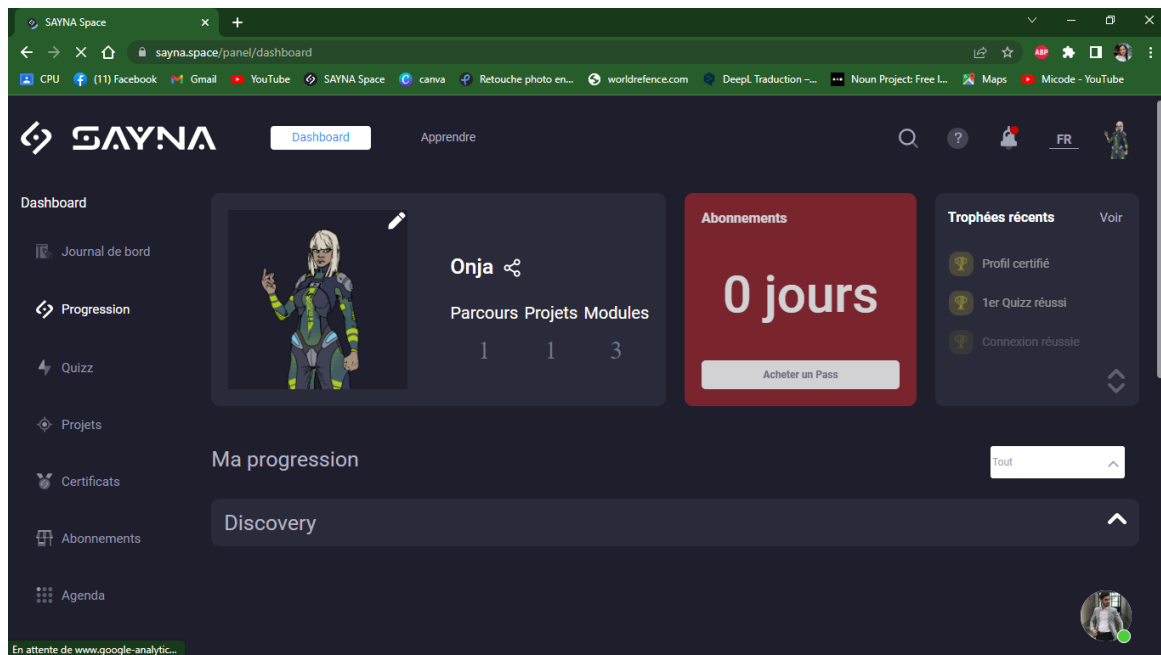 SAYNA Space
sayna.space/panel/dashboard
ABP
CPU (11) Facebook Gmail YouTube SAYNA Space canva Retouche photo en... worldrefence.com DeepL Traduction –... Noun Project: Free I... Maps Micode - YouTube
SAYNA Dashboard Apprendre ? FR
Dashboard
Journal de bord
Progression
Quizz
Projets
Certificats
Abonnements
Agenda
Onja
Parcours Projets Modules
1 1 3
Abonnements
0 jours
Acheter un Pass
Trophées récents Voir
Profil certifié
1er Quizz réussi
Connexion réussie
Ma progression Tout
Discovery
En attente de www.google-analytic...